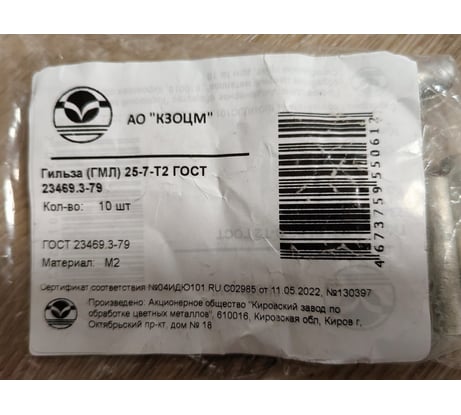 АО "КЗОЦМ"
Гильза (ГМЛ) 25-7-Т2 ГОСТ
23469.3-79
Кол-во: 10 шт
ГОСТ 23469.3-79
Материал: М2
4673759550617
Сертификат соответствия №04ИДЮ101.RU.С02985 от 11.05.2022, №130397
Произведено: Акционерное общество "Кировский завод по
обработке цветных металлов", 610016, Кировская обл, Киров г,
Октябрьский пр-кт, дом № 18